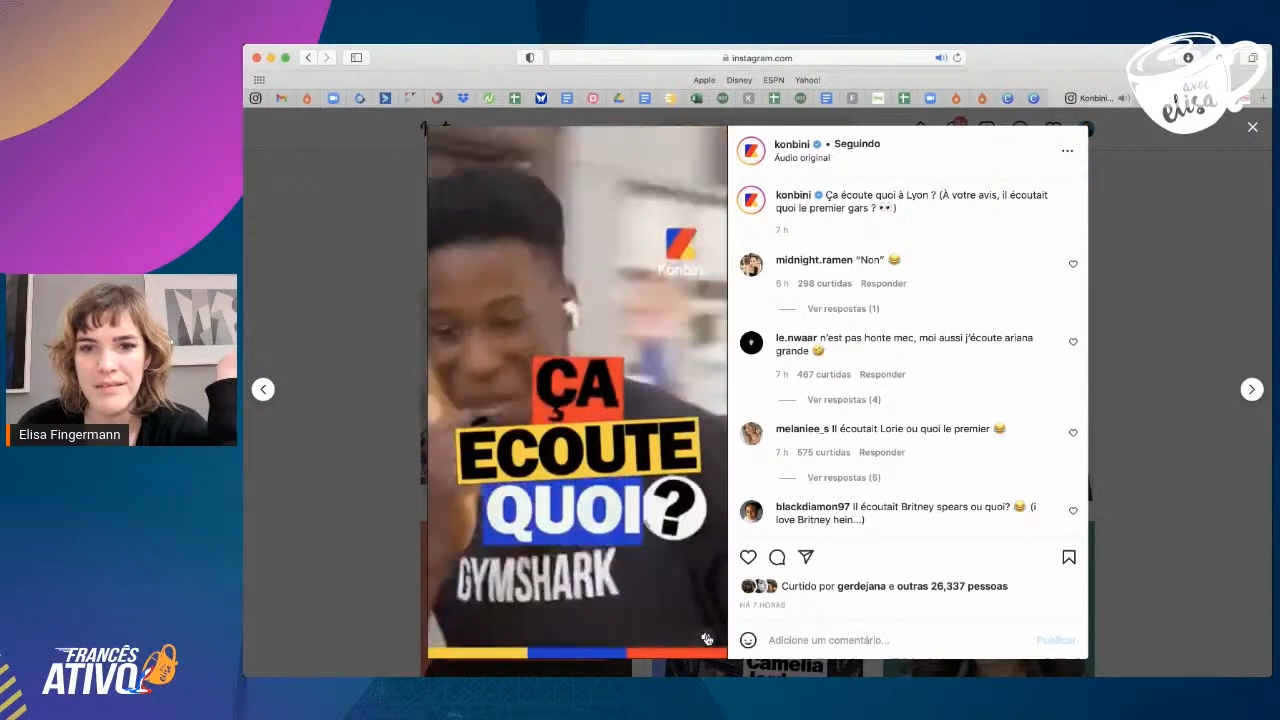 instagram.com
Apple Disney ESPN Yahoo!
Konbini...
avec
elisa
konbini • Seguindo
Áudio original
konbini Ça écoute quoi à Lyon ? (À votre avis, il écoutait
quoi le premier gars ? 👀)
7 h
midnight.ramen “Non” 😂
6 h 298 curtidas Responder
Ver respostas (1)
le.nwaar n'est pas honte mec, moi aussi j'écoute ariana
grande 🤣
7 h 467 curtidas Responder
Ver respostas (4)
melaniee_s Il écoutait Lorie ou quoi le premier 😂
7 h 575 curtidas Responder
Ver respostas (5)
blackdiamon97 Il écoutait Britney spears ou quoi? 😂 (i
love Britney hein...)
Curtido por gerdejana e outras 26,337 pessoas
HÁ 7 HORAS
Adicione um comentário...
Publicar
Konbini
ÇA
ECOUTE
QUOI?
GYMSHARK
Camélia
Elisa Fingermann
FRANCÊS
ATIVO